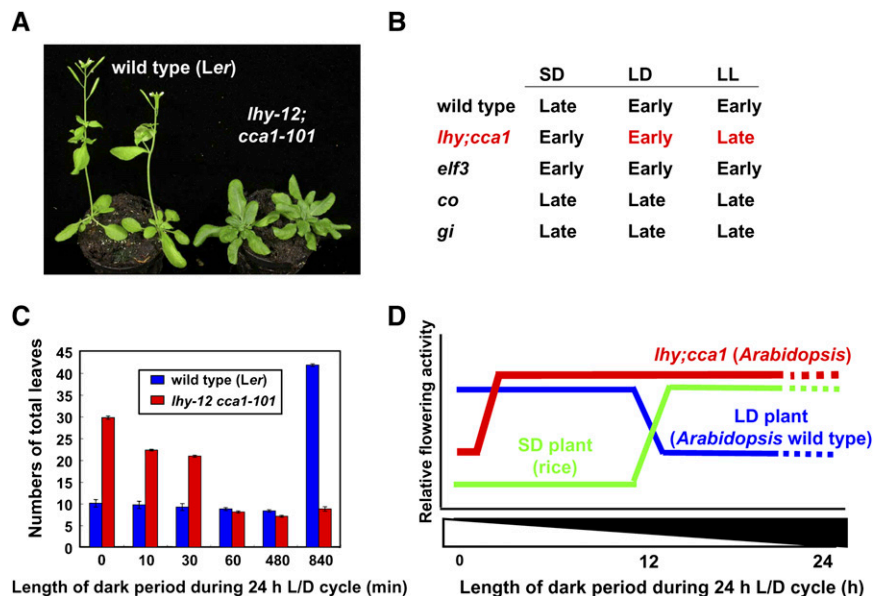 A
wild type (Ler)
lhy-12;
cca1-101
B
SD LD LL
wild type Late Early Early
lhy;cca1 Early Early Late
elf3 Early Early Early
co Late Late Late
gi Late Late Late
C
Numbers of total leaves
45
40
35
30
25
20
15
10
5
0
wild type (Ler)
lhy-12 cca1-101
0 10 30 60 480 840
Length of dark period during 24 h L/D cycle (min)
D
Relative flowering activity
lhy;cca1 (Arabidopsis)
LD plant
(Arabidopsis wild type)
SD plant
(rice)
0 12 24
Length of dark period during 24 h L/D cycle (h)